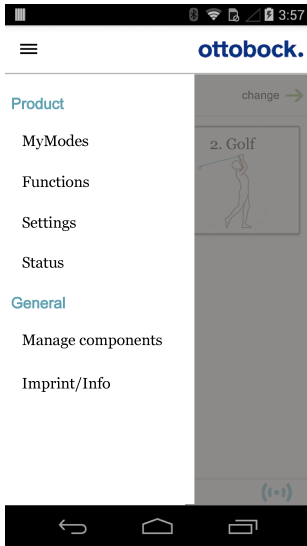 3:57
ottobock.
Product
change
MyModes
2. Golf
Functions
Settings
Status
General
Manage components
Imprint/Info